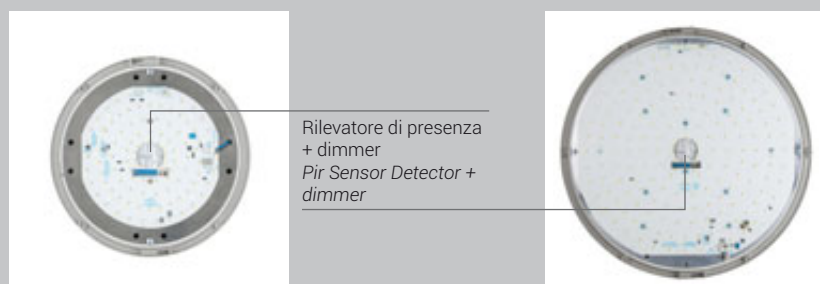 Rilevatore di presenza
+ dimmer
Pir Sensor Detector +
dimmer